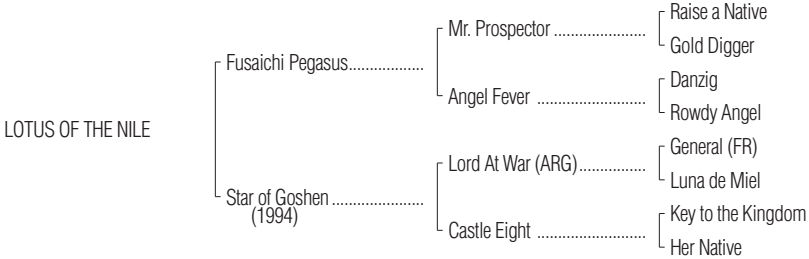 Raise a Native
Mr. Prospector ......................
Gold Digger
Fusaichi Pegasus..................
Danzig
Angel Fever ..........................
Rowdy Angel
LOTUS OF THE NILE
General (FR)
Lord At War (ARG)................
Luna de Miel
Star of Goshen ......................
(1994)
Key to the Kingdom
Castle Eight ..........................
Her Native